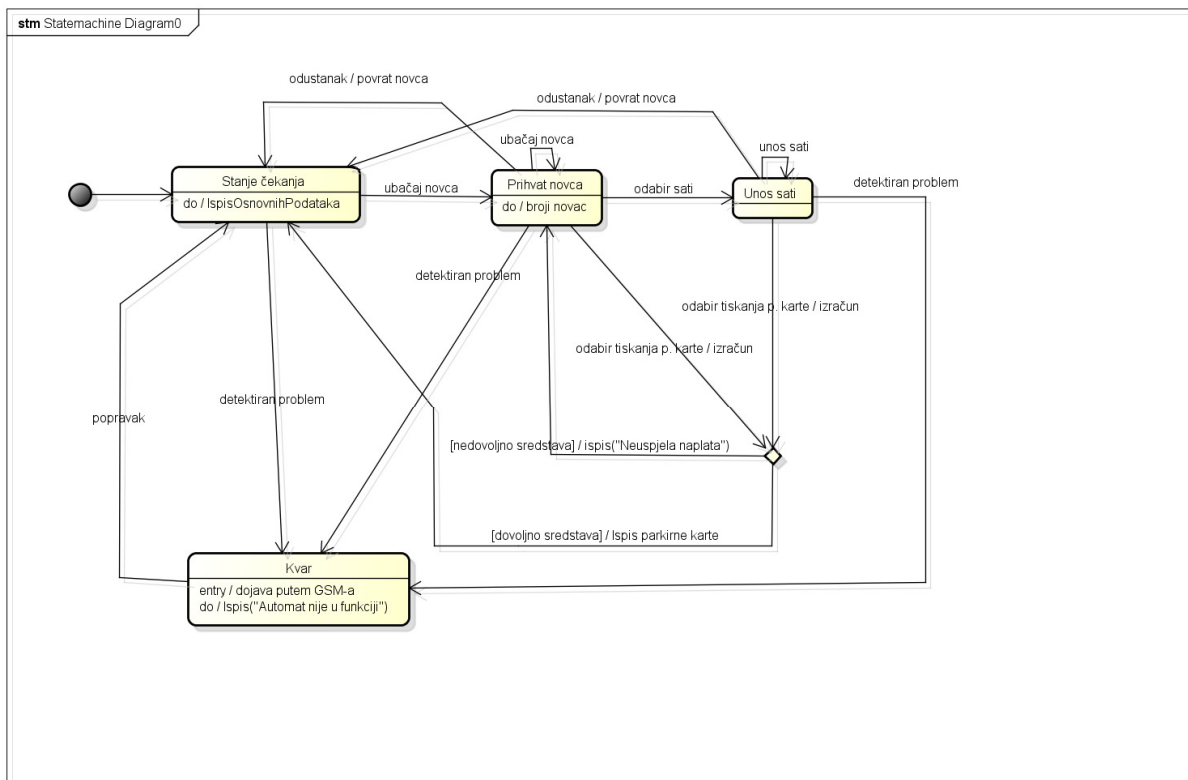 stm Statemachine Diagram0
odustanak / povrat novca
odustanak / povrat novca
ubačaj novca
unos sati
Stanje čekanja
do / IspisOsnovnihPodataka
ubačaj novca
Prihvat novca
do / broji novac
odabir sati
Unos sati
detektiran problem
detektiran problem
odabir tiskanja p. karte / izračun
odabir tiskanja p. karte / izračun
detektiran problem
popravak
[nedovoljno sredstava] / ispis("Neuspjela naplata")
[dovoljno sredstava] / Ispis parkirne karte
Kvar
entry / dojava putem GSM-a
do / Ispis("Automat nije u funkciji")